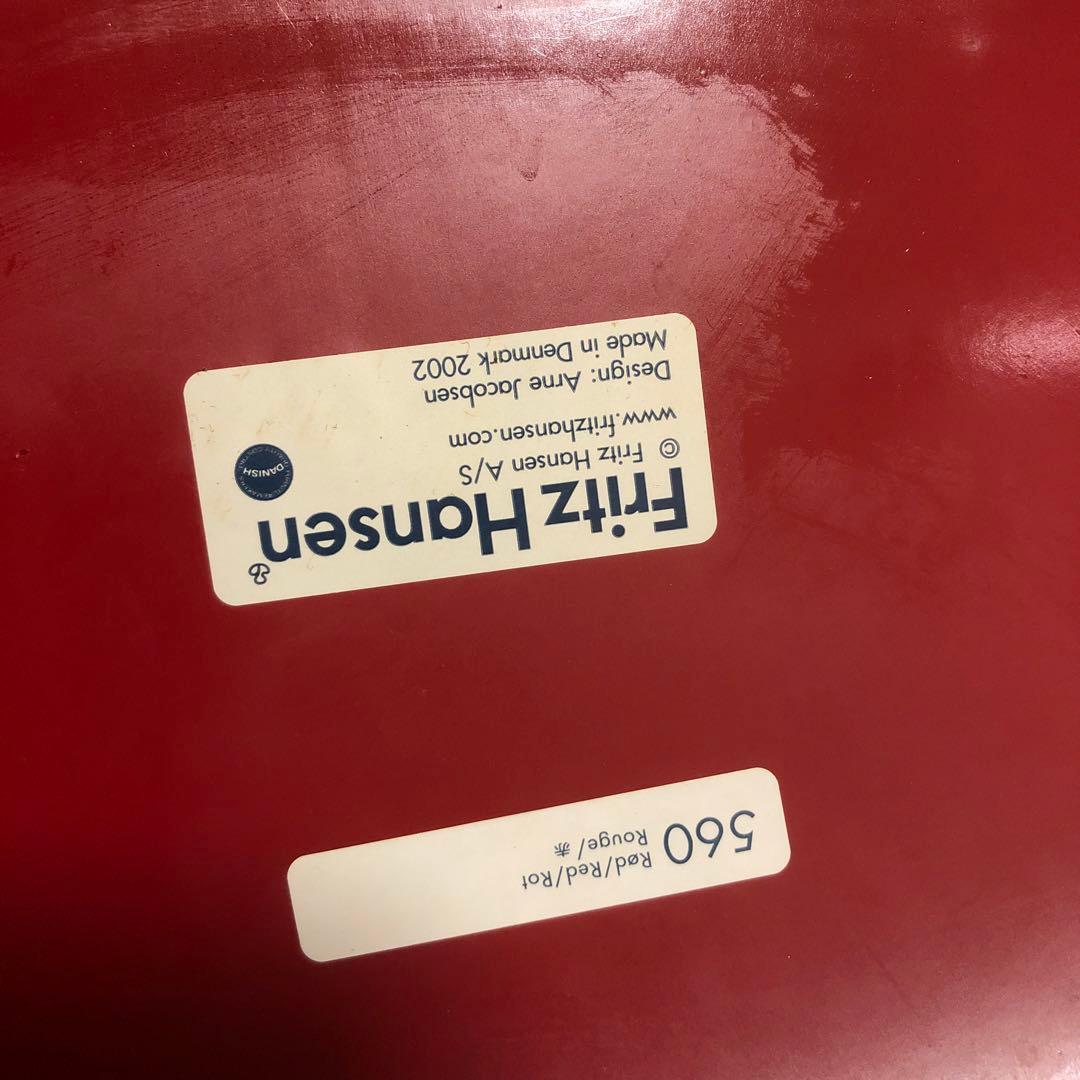 Fritz Hansen
© Fritz Hansen A/S
www.fritzhansen.com
Design: Arne Jacobsen
Made in Denmark 2002
DANISH
560
Rød/Red/Rot
Rouge/赤